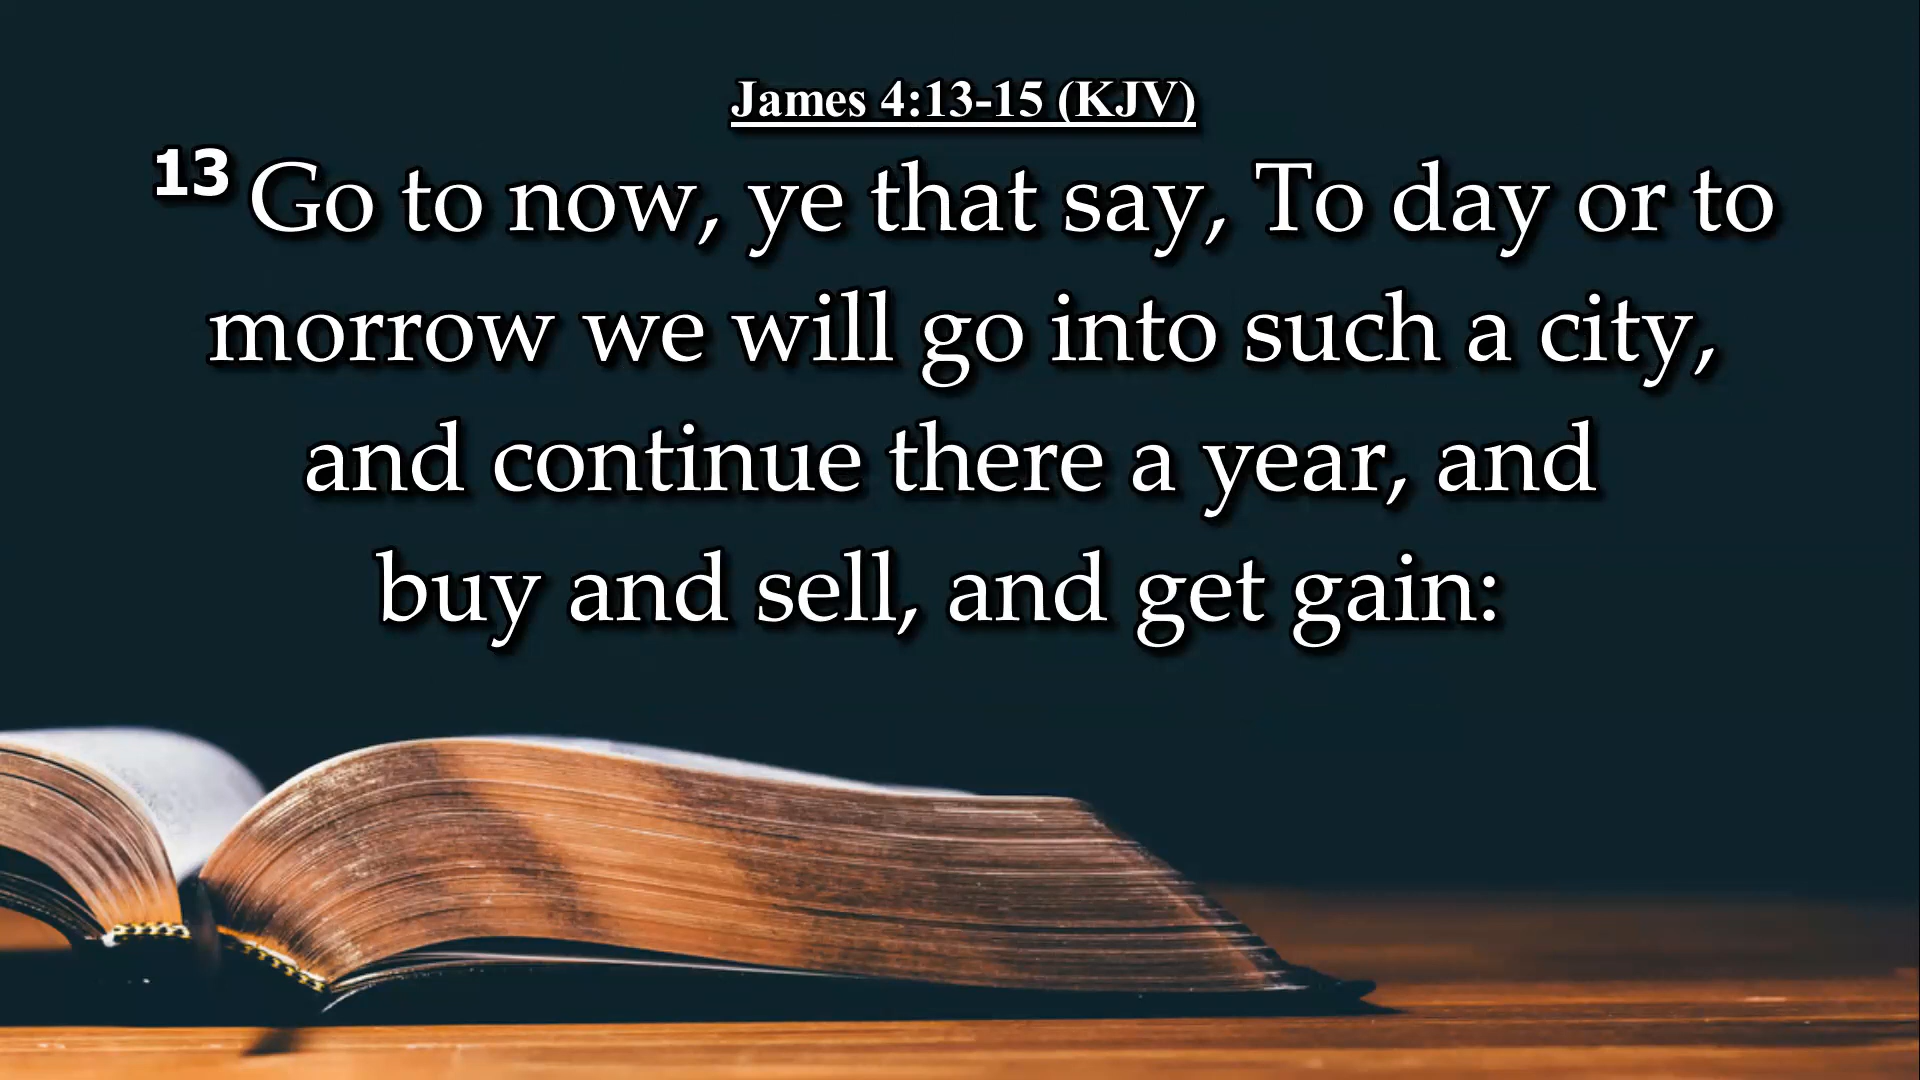 James 4:13-15 (KJV)
13 Go to now, ye that say, To day or to
morrow we will go into such a city,
and continue there a year, and
buy and sell, and get gain: